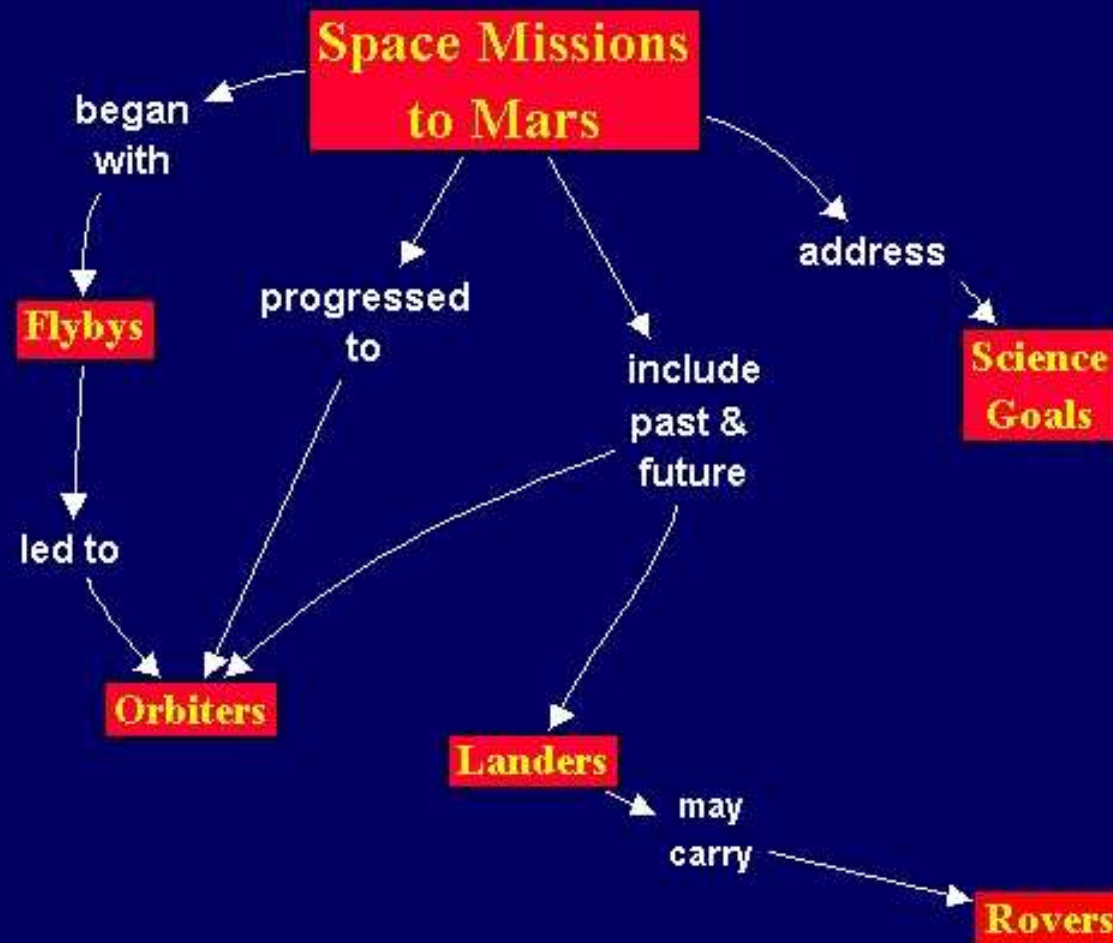 Space Missions
to Mars
began
with
progressed
to
address
Flybys
include
past &
future
Science
Goals
led to
Orbiters
Landers
may
carry
Rovers